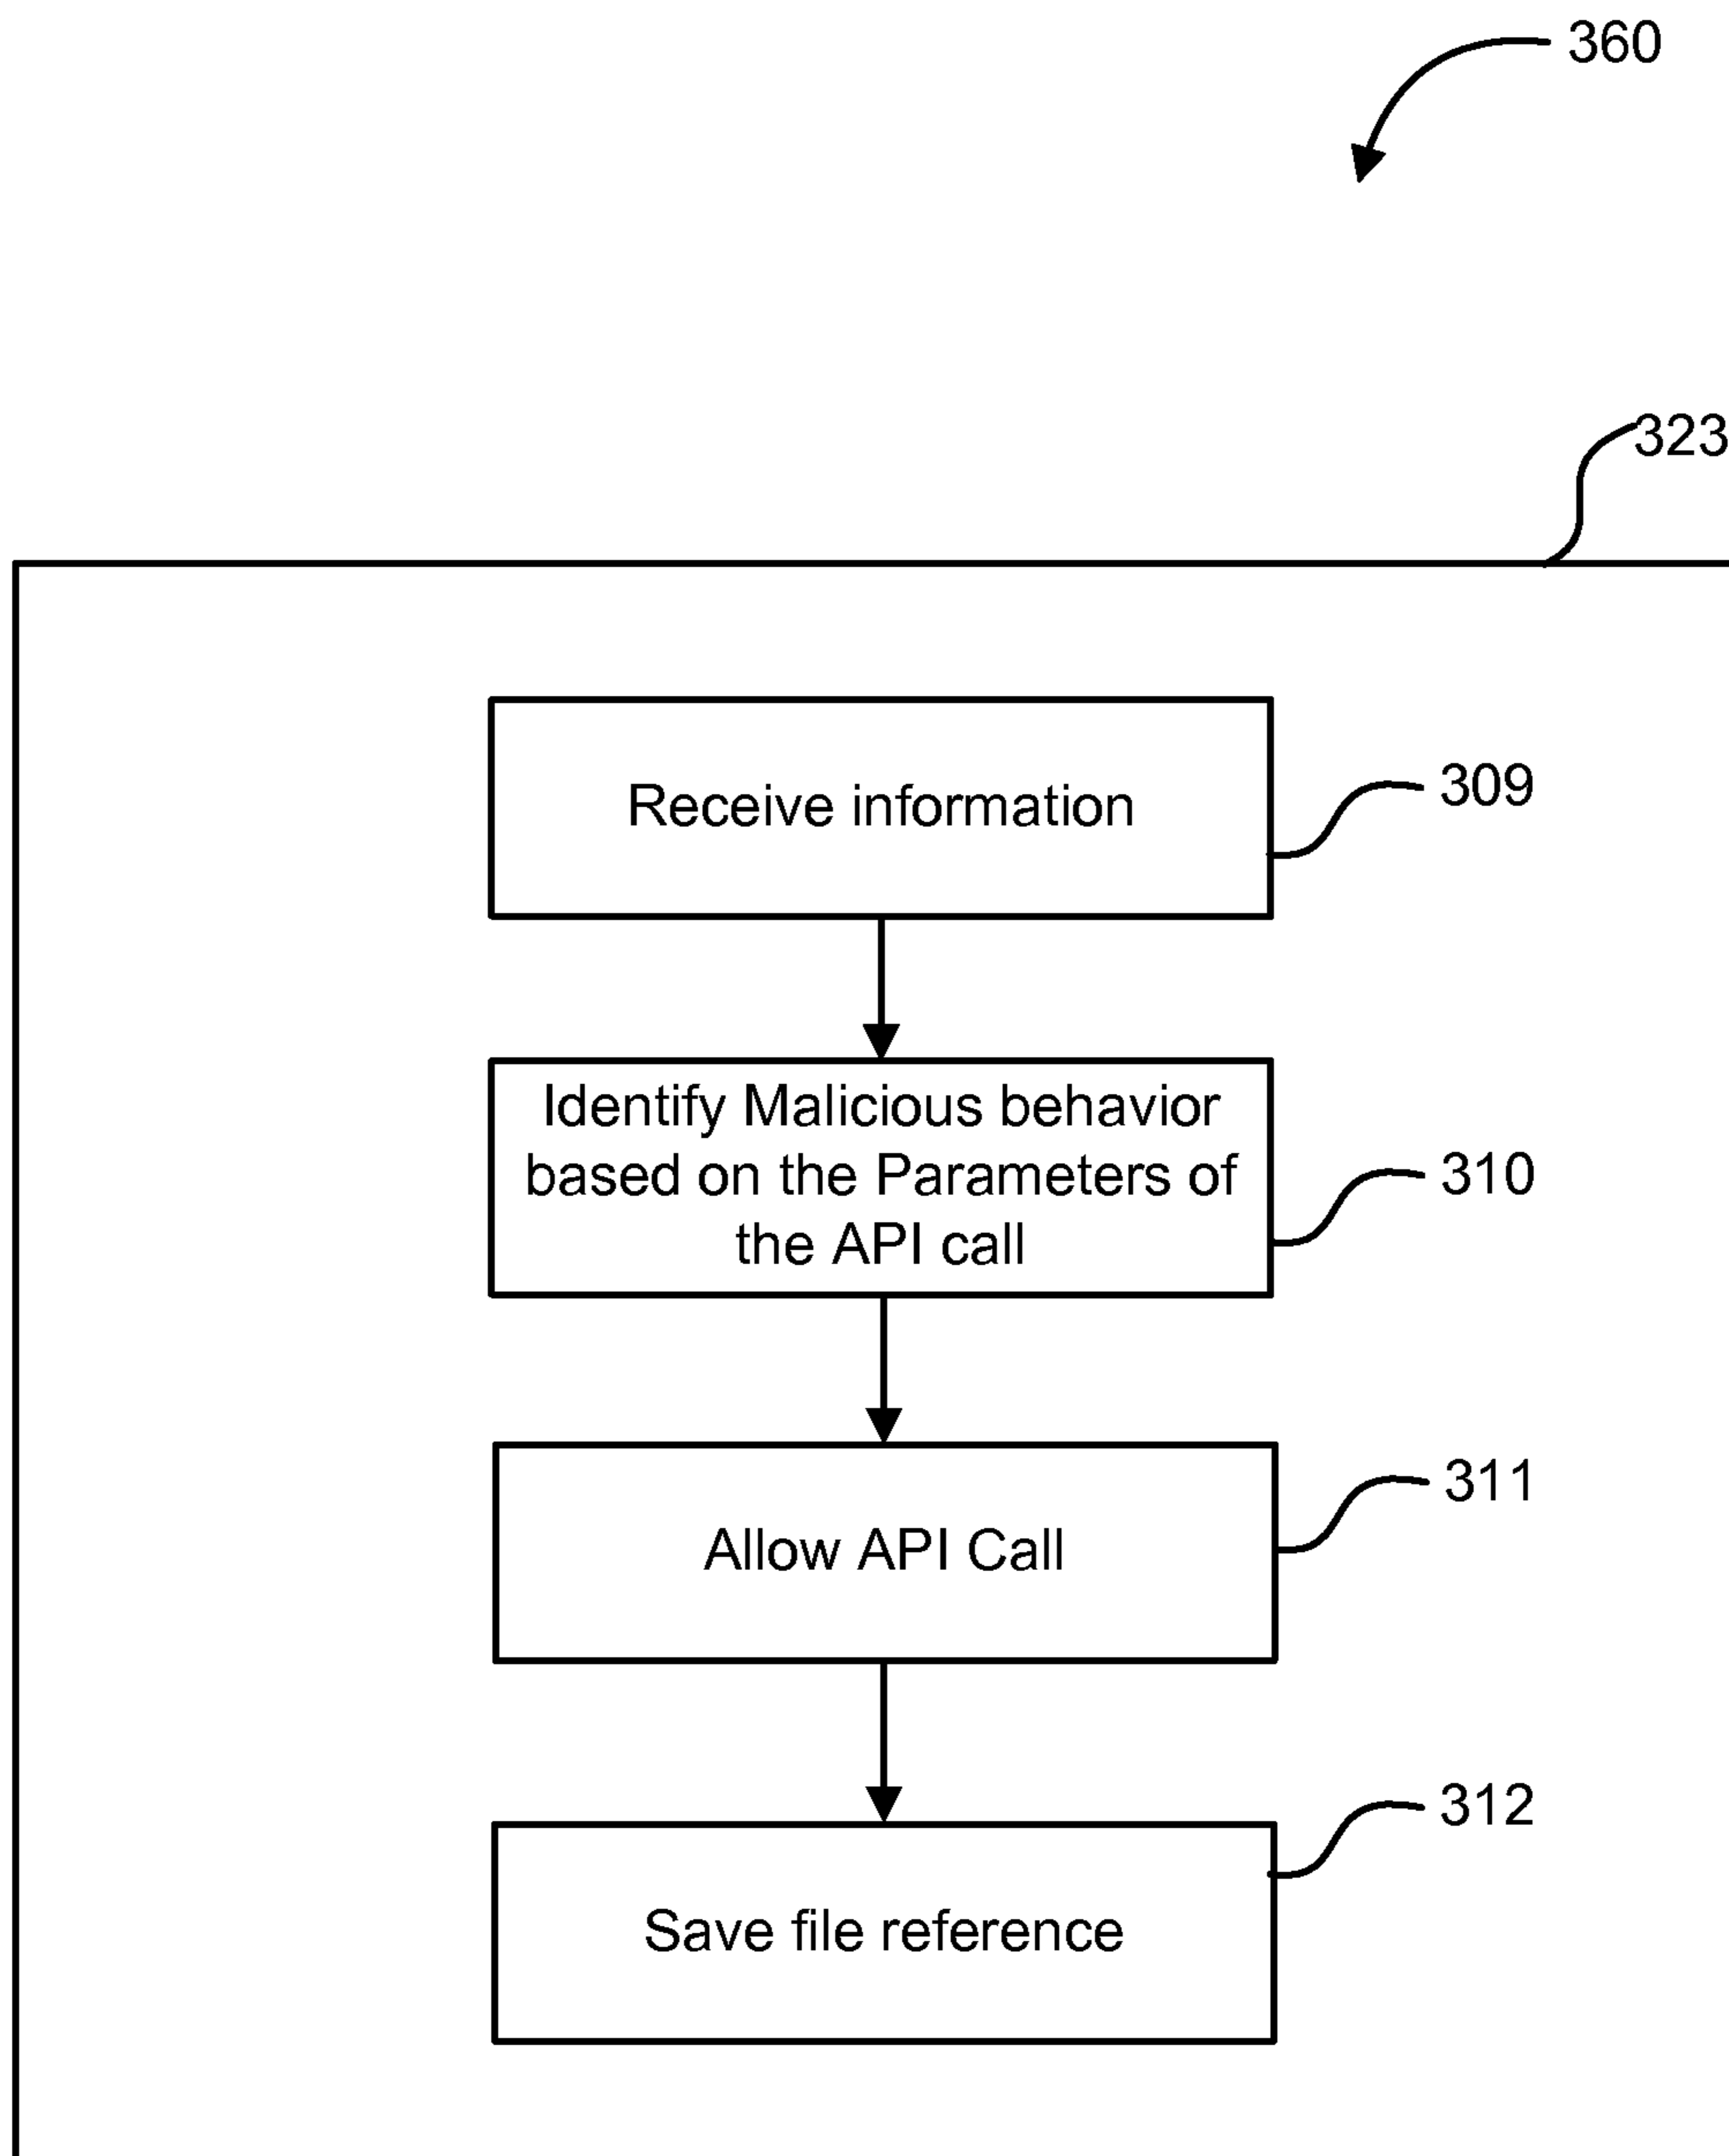 360
323
Receive information
309
Identify Malicious behavior
based on the Parameters of
the API call
310
Allow API Call
311
Save file reference
312